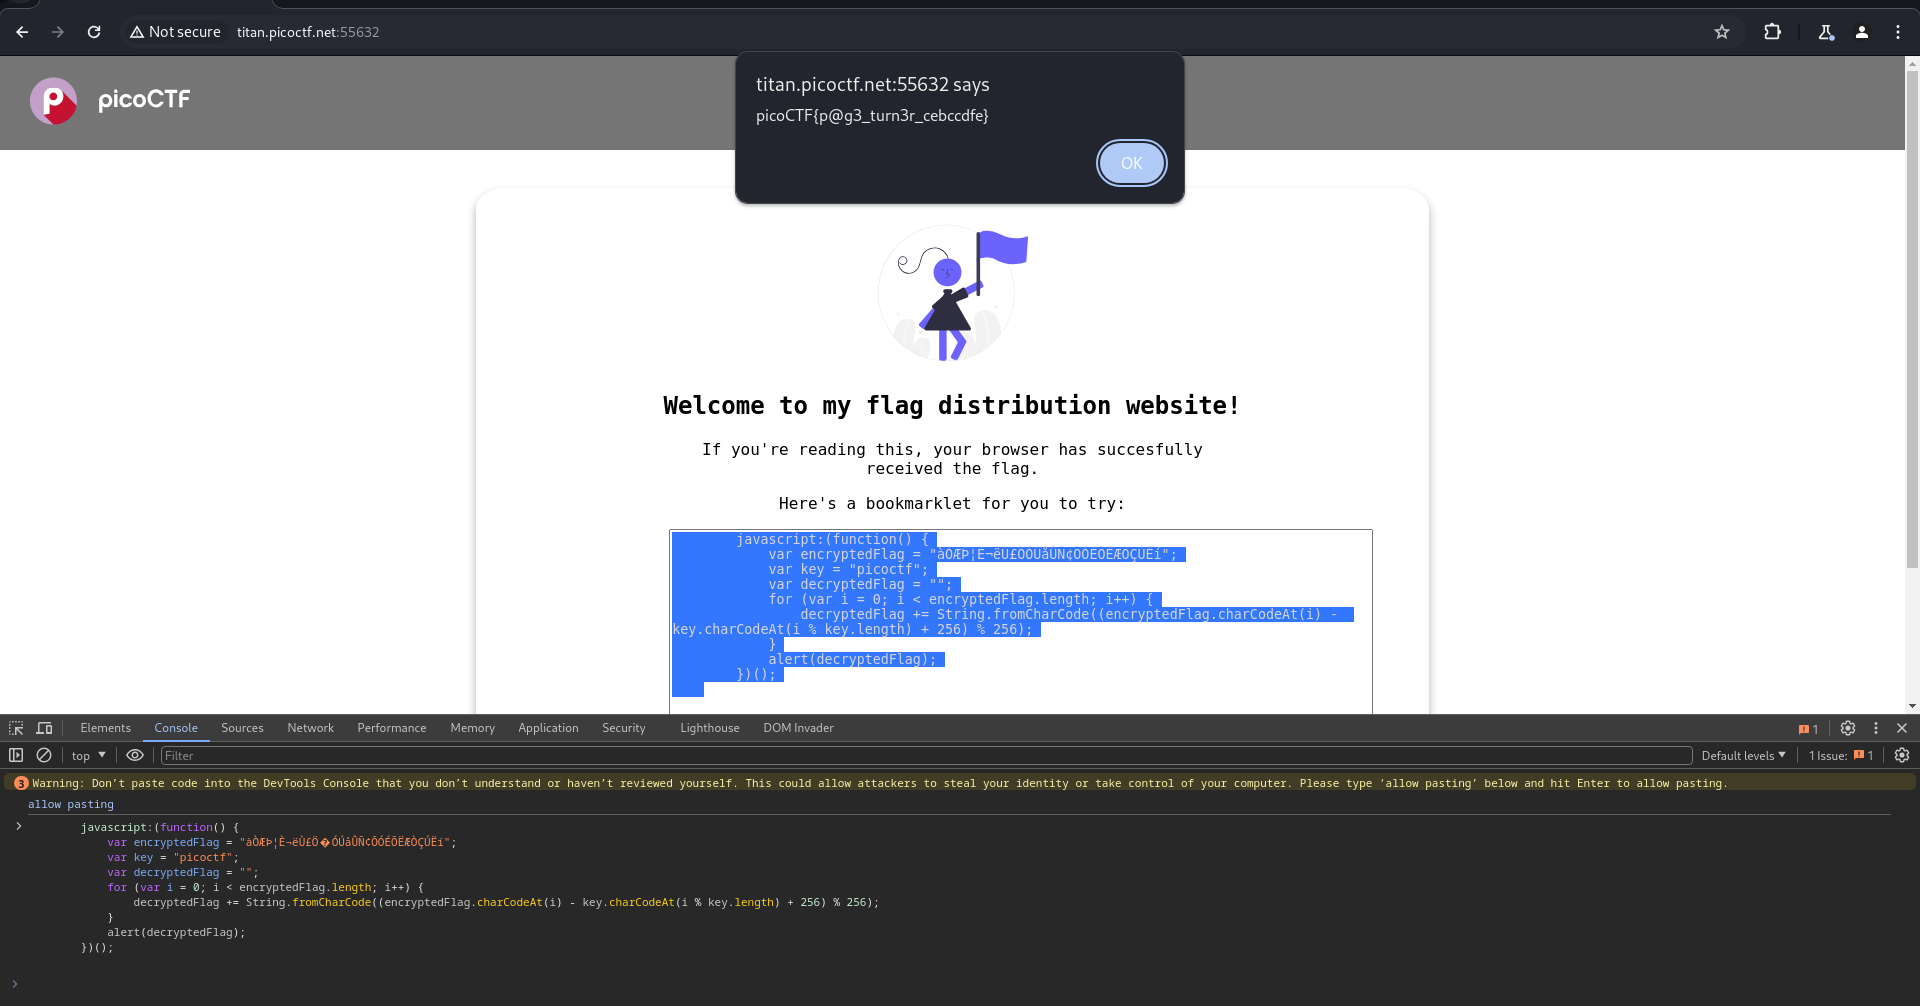 Not secure titan.picoctf.net:55632
picoCTF
titan.picoctf.net:55632 says
picoCTF{p@g3_turn3r_cebccdfe}
OK
Welcome to my flag distribution website!
If you're reading this, your browser has succesfully
received the flag.
Here's a bookmarklet for you to try:
javascript:(function() {
var encryptedFlag = "
var key = "picoctf";
var decryptedFlag = "";
for (var i = 0; i < encryptedFlag.length; i++) {
decryptedFlag += String.fromCharCode((encryptedFlag.charCodeAt(i) -
key.charCodeAt(i % key.length) + 256) % 256);
}
alert(decryptedFlag);
})();
Elements Console Sources Network Performance Memory Application Security Lighthouse DOM Invader 1
top Filter Default levels 1 Issue: 1
3 Warning: Don’t paste code into the DevTools Console that you don’t understand or haven’t reviewed yourself. This could allow attackers to steal your identity or take control of your computer. Please type ‘allow pasting’ below and hit Enter to allow pasting.
allow pasting
> javascript:(function() {
var encryptedFlag = "àÒÆÞ¦È¬ëÙ£Ö�ÓÚåÛÑ¢ÕÓÉÕËÆÒÇÚËí";
var key = "picoctf";
var decryptedFlag = "";
for (var i = 0; i < encryptedFlag.length; i++) {
decryptedFlag += String.fromCharCode((encryptedFlag.charCodeAt(i) - key.charCodeAt(i % key.length) + 256) % 256);
}
alert(decryptedFlag);
})();
>